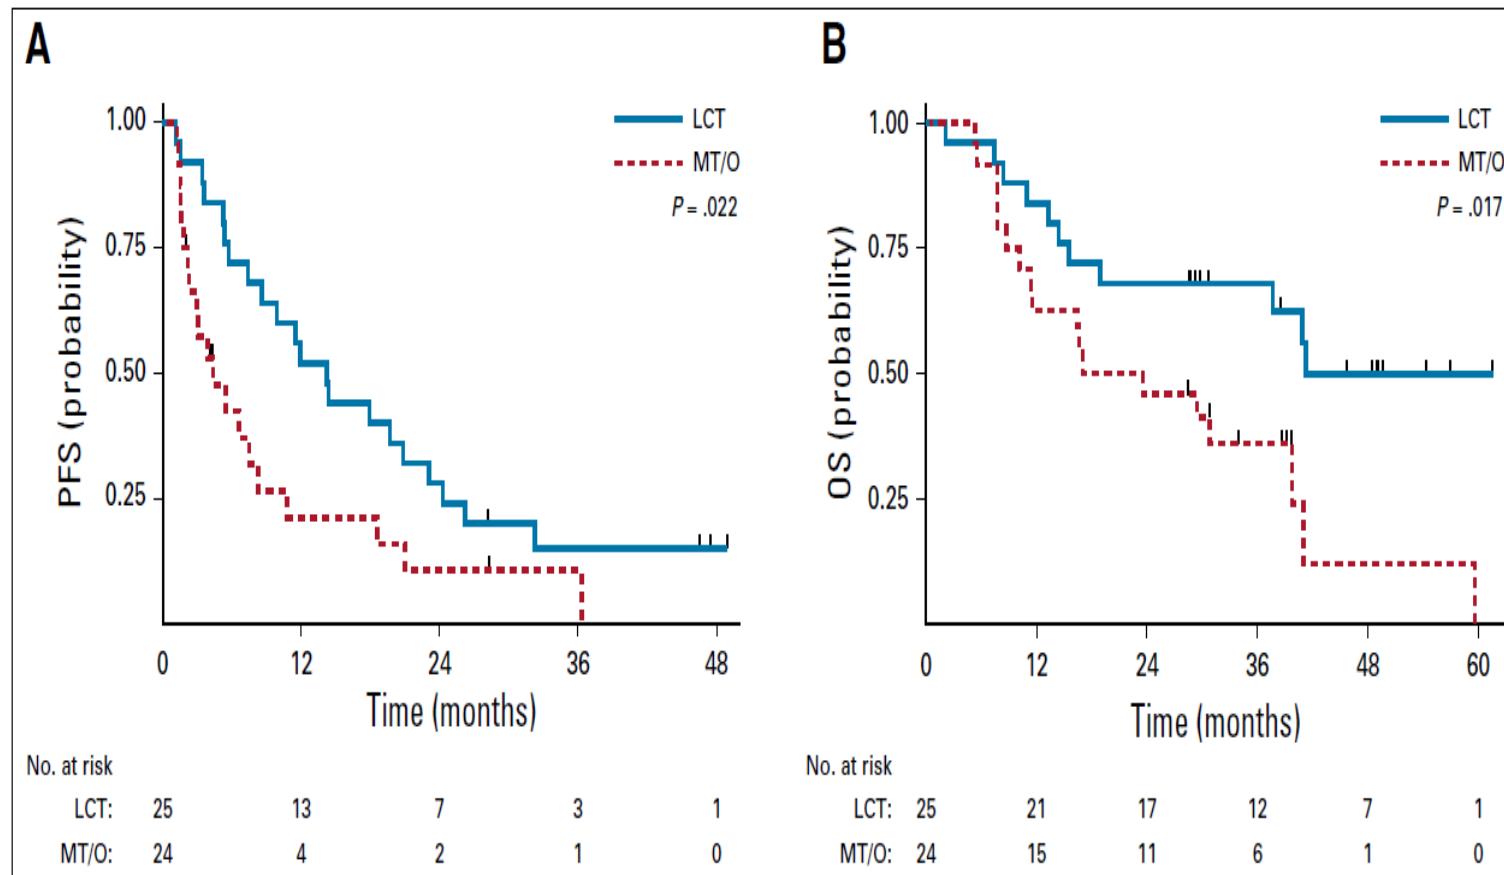 A
1.00
0.75
0.50
0.25
PFS (probability)
LCT
MT/O
P = .022
0 12 24 36 48
Time (months)
No. at risk
LCT: 25 13 7 3 1
MT/O: 24 4 2 1 0
B
1.00
0.75
0.50
0.25
OS (probability)
LCT
MT/O
P = .017
0 12 24 36 48 60
Time (months)
No. at risk
LCT: 25 21 17 12 7 1
MT/O: 24 15 11 6 1 0